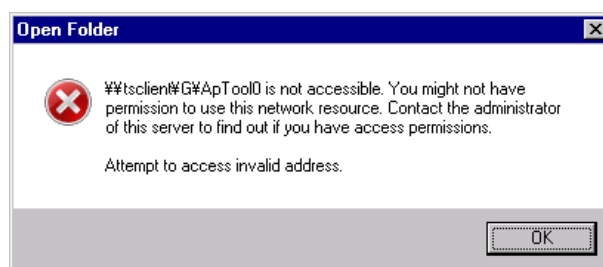 Open Folder
¥¥tsclient¥G¥ApTool0 is not accessible. You might not have
permission to use this network resource. Contact the administrator
of this server to find out if you have access permissions.
Attempt to access invalid address.
OK